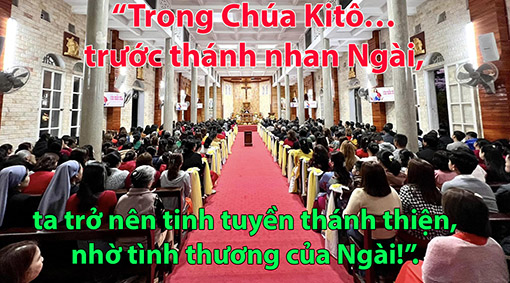 “Trong Chúa Kitô…
trước thánh nhan Ngài,
ta trở nên tinh tuyền thánh thiện,
nhờ tình thương của Ngài!”.